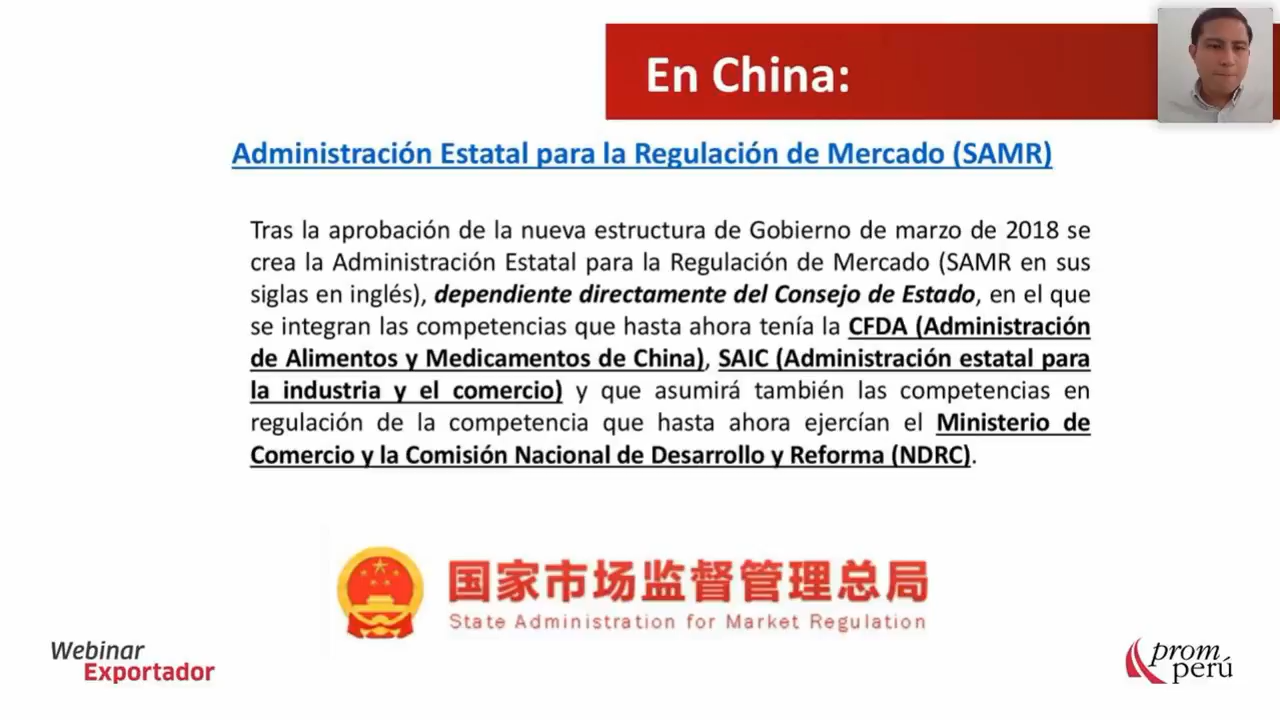 En China:
Administración Estatal para la Regulación de Mercado (SAMR)
Tras la aprobación de la nueva estructura de Gobierno de marzo de 2018 se
crea la Administración Estatal para la Regulación de Mercado (SAMR en sus
siglas en inglés), dependiente directamente del Consejo de Estado, en el que
se integran las competencias que hasta ahora tenía la CFDA (Administración
de Alimentos y Medicamentos de China), SAIC (Administración estatal para
la industria y el comercio) y que asumirá también las competencias en
regulación de la competencia que hasta ahora ejercían el Ministerio de
Comercio y la Comisión Nacional de Desarrollo y Reforma (NDRC).
国家市场监督管理总局
State Administration for Market Regulation
Webinar
Exportador
prom
perú